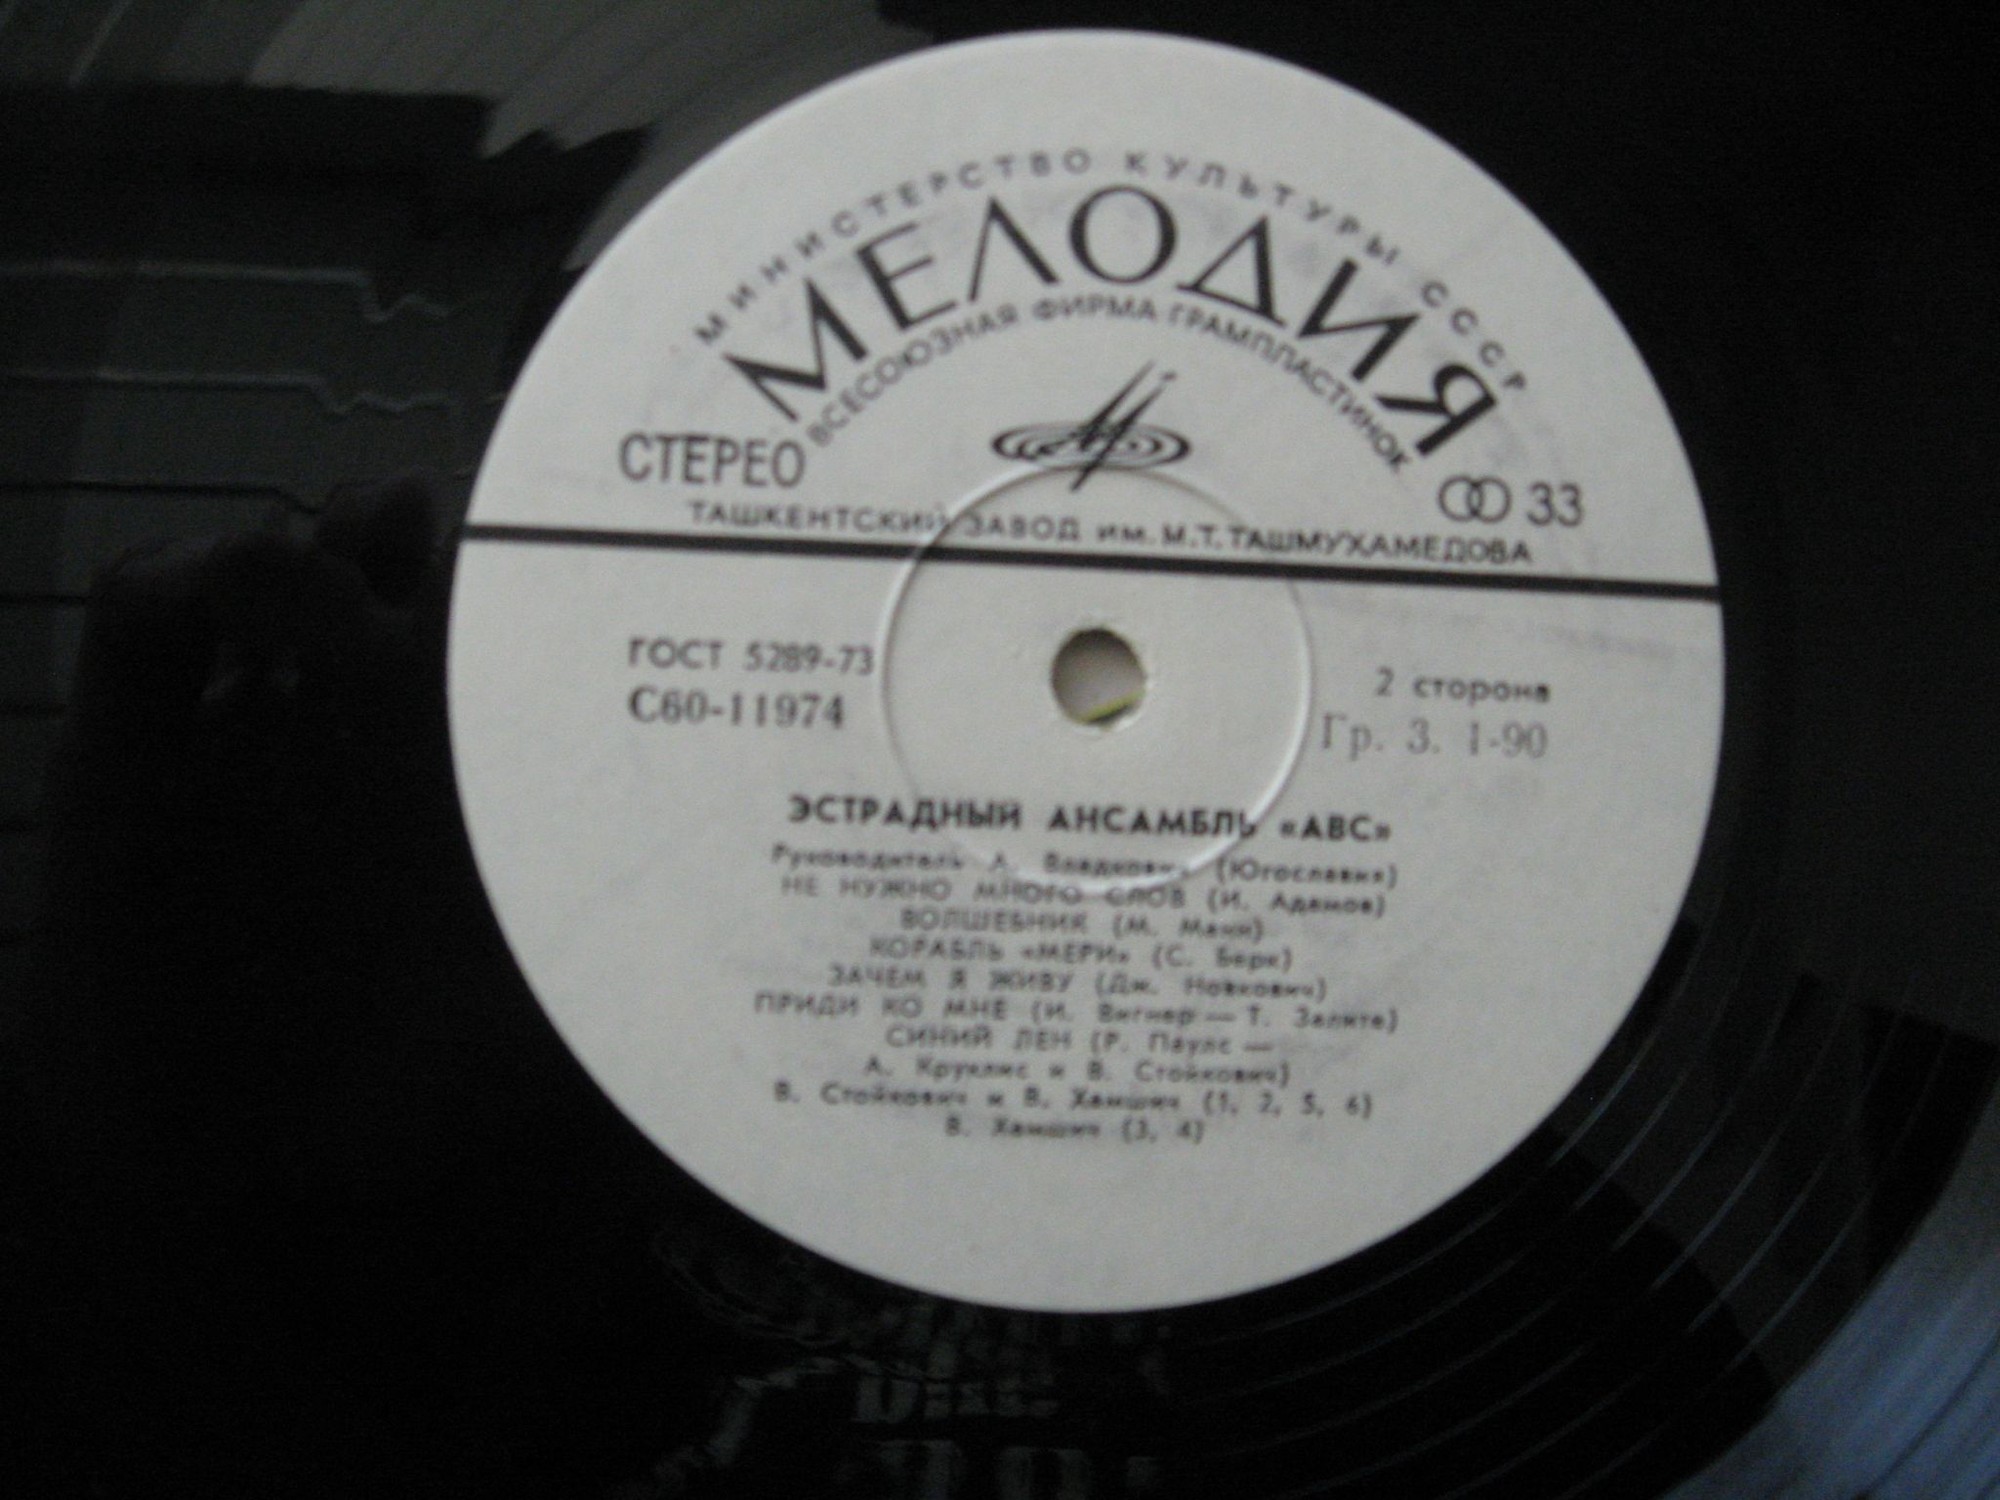 МИНИСТЕРСТВО КУЛЬТУРЫ СССР
МЕЛОДИЯ
ВСЕСОЮЗНАЯ ФИРМА ГРАМПЛАСТИНОК
СТЕРЕО
33
ТАШКЕНТСКИЙ ЗАВОД им. М.Т. ТАШМУХАМЕДОВА
ГОСТ 5289-73
2 сторона
С60-11974
Гр. 3. 1-90
ЭСТРАДНЫЙ АНСАМБЛЬ «АВС»
Руководитель А. Владкович (Югославия)
НЕ НУЖНО МНОГО СЛОВ (И. Адамов)
ВОЛШЕБНИК (М. Манн)
КОРАБЛЬ «МЕРИ» (С. Берк)
ЗАЧЕМ Я ЖИВУ (Дж. Новкович)
ПРИДИ КО МНЕ (И. Вигнер — Т. Залите)
СИНИЙ ЛЕН (Р. Паулс —
А. Круклис и В. Стойкович)
В. Стойкович и В. Хамшич (1, 2, 5, 6)
В. Хамшич (3, 4)